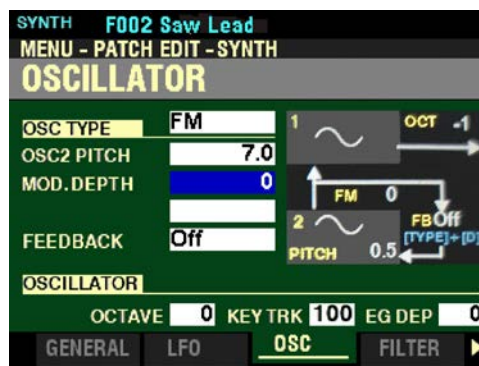 SYNTH F002 Saw Lead
MENU - PATCH EDIT - SYNTH
OSCILLATOR
OSC TYPE FM
OSC2 PITCH 7.0
MOD.DEPTH 0
FEEDBACK Off
1 OCT -1
FM 0
2 FB Off
[TYPE]+[D]
PITCH 0.5
OSCILLATOR
OCTAVE 0 KEY TRK 100 EG DEP 0
GENERAL LFO OSC FILTER